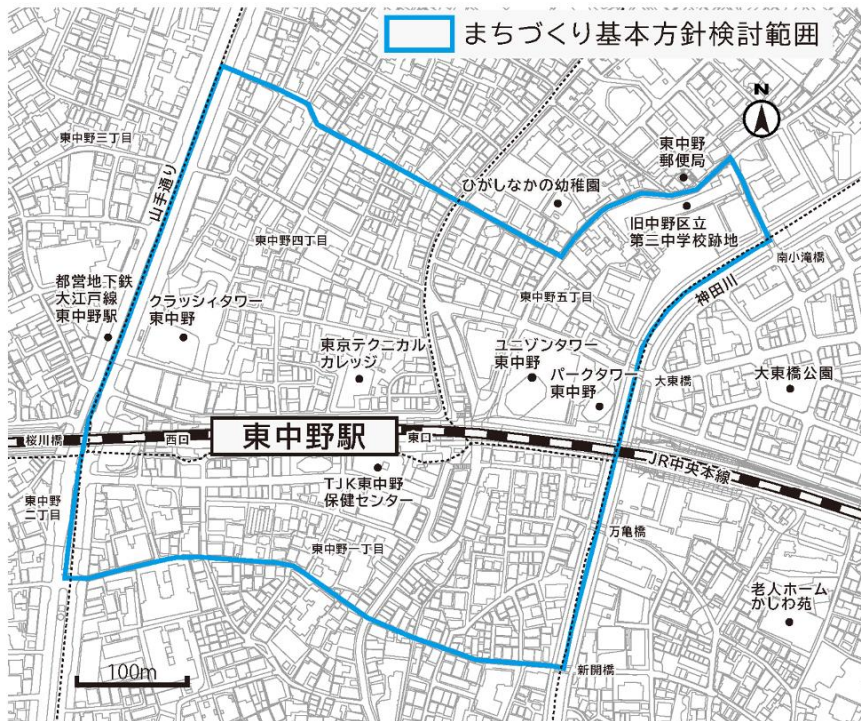 まちづくり基本方針検討範囲
N
東中野三丁目
山手通り
東中野
郵便局
ひがしなかの幼稚園
旧中野区立
第三中学校跡地
東中野四丁目
南小滝橋
神田川
都営地下鉄
大江戸線
東中野駅
クラッシィタワー
東中野
東中野五丁目
東京テクニカル
カレッジ
ユニゾンタワー
東中野
パークタワー
東中野
大東橋
大東橋公園
桜川橋
西口
東中野駅
東口
JR中央本線
TJK東中野
保健センター
東中野
二丁目
万亀橋
東中野一丁目
老人ホーム
かしわ苑
新開橋
100m